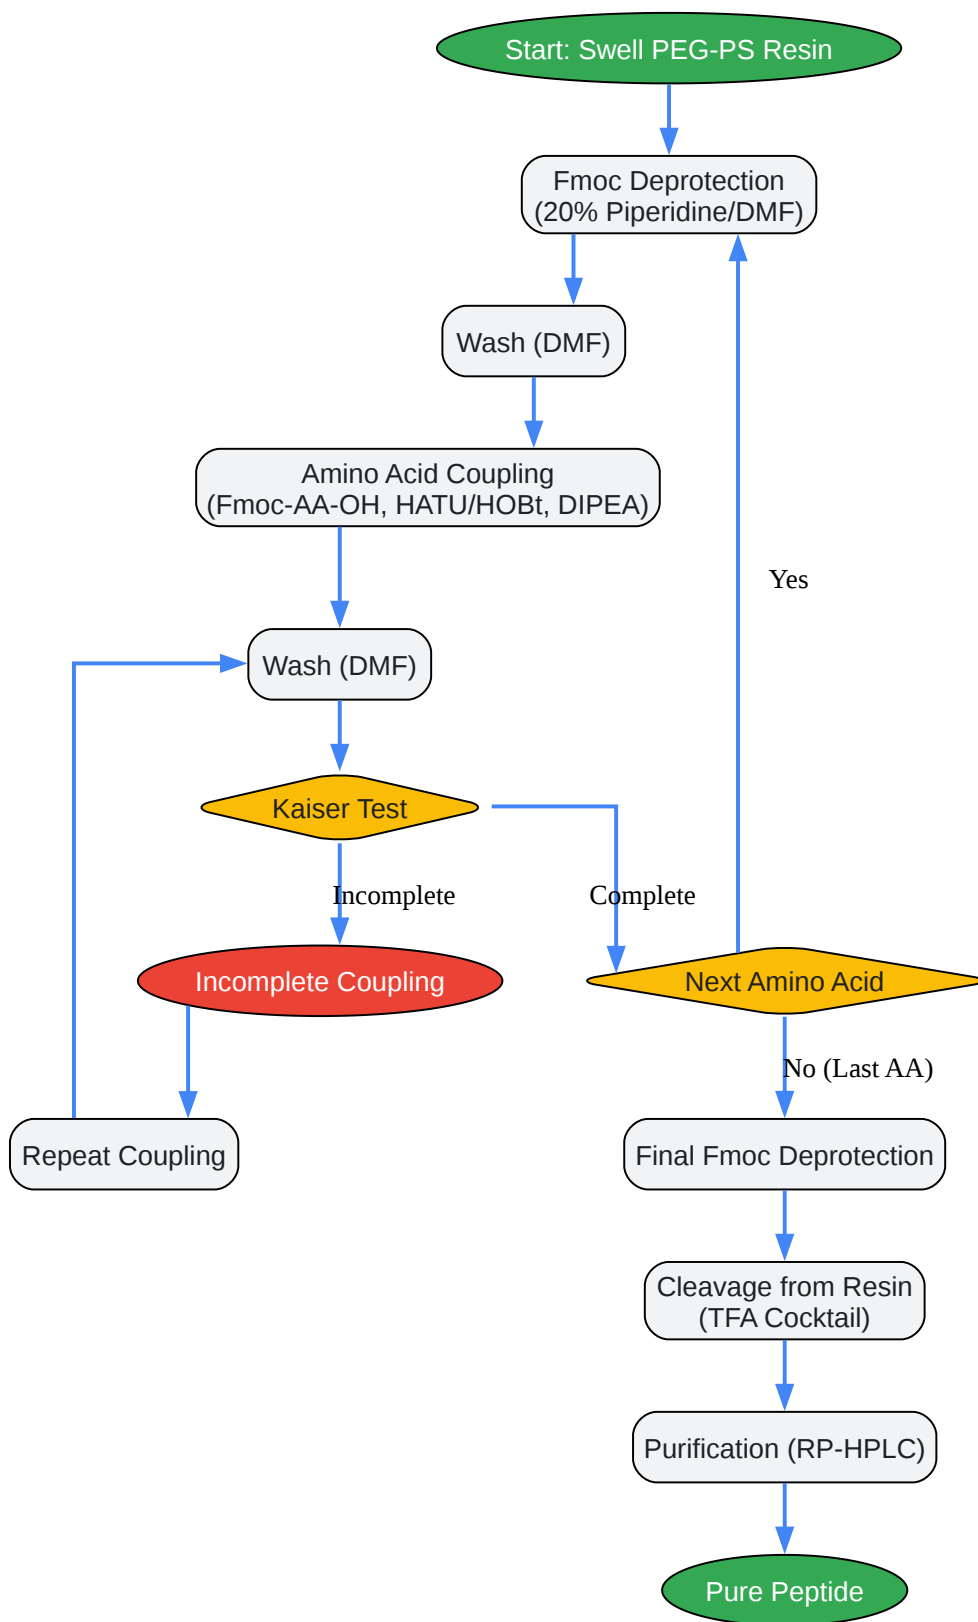 Start: Swell PEG-PS Resin
Fmoc Deprotection
(20% Piperidine/DMF)
Wash (DMF)
Amino Acid Coupling
(Fmoc-AA-OH, HATU/HOBt, DIPEA)
Yes
Wash (DMF)
Kaiser Test
Incomplete
Complete
Incomplete Coupling
Next Amino Acid
No (Last AA)
Repeat Coupling
Final Fmoc Deprotection
Cleavage from Resin
(TFA Cocktail)
Purification (RP-HPLC)
Pure Peptide